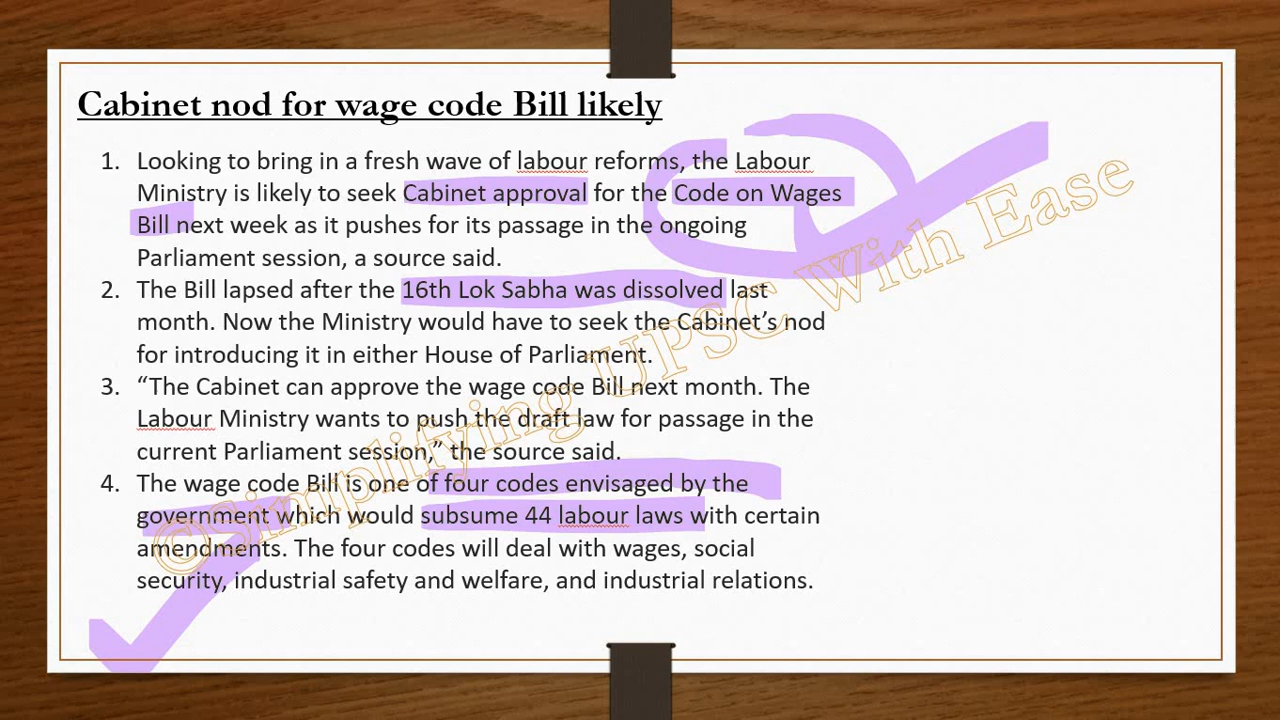 Cabinet nod for wage code Bill likely
1. Looking to bring in a fresh wave of labour reforms, the Labour
Ministry is likely to seek Cabinet approval for the Code on Wages
Bill next week as it pushes for its passage in the ongoing
Parliament session, a source said.
2. The Bill lapsed after the 16th Lok Sabha was dissolved last
month. Now the Ministry would have to seek the Cabinet’s nod
for introducing it in either House of Parliament.
3. “The Cabinet can approve the wage code Bill next month. The
Labour Ministry wants to push the draft law for passage in the
current Parliament session,” the source said.
4. The wage code Bill is one of four codes envisaged by the
government which would subsume 44 labour laws with certain
amendments. The four codes will deal with wages, social
security, industrial safety and welfare, and industrial relations.
©Simplifying UPSC With Ease